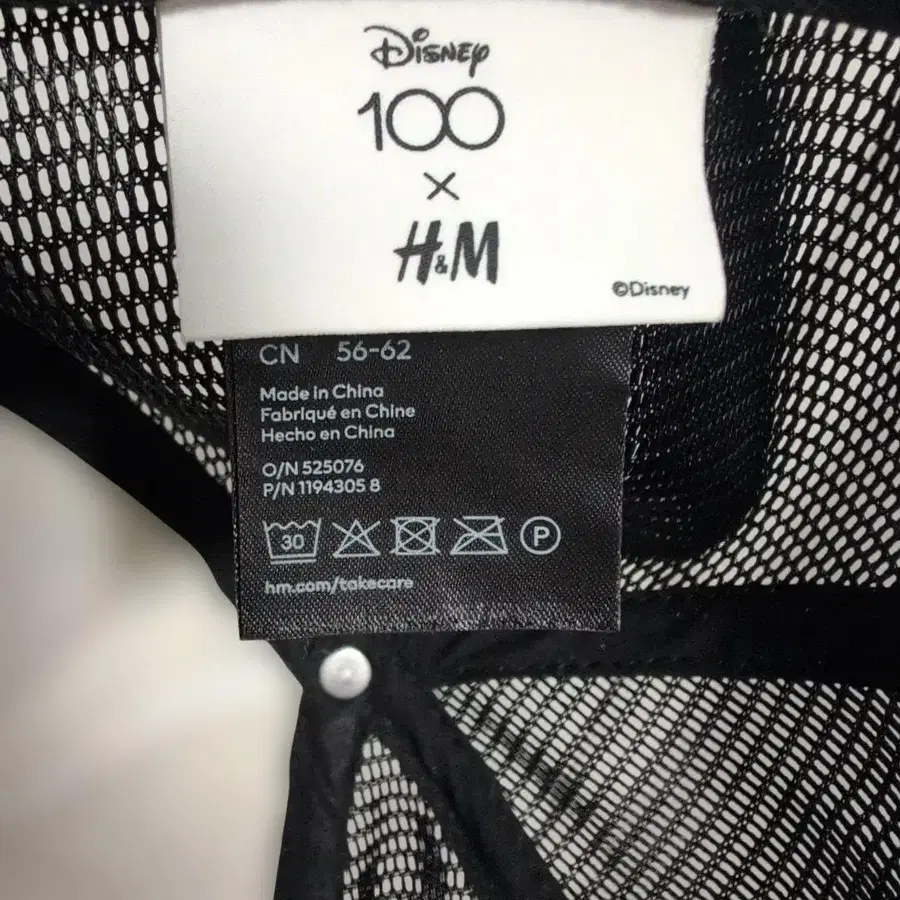 Disney
100
×
H&M
©Disney
CN 56-62
Made in China
Fabriqué en Chine
Hecho en China
O/N 525076
P/N 1194305 8
30
P
hm.com/takecare